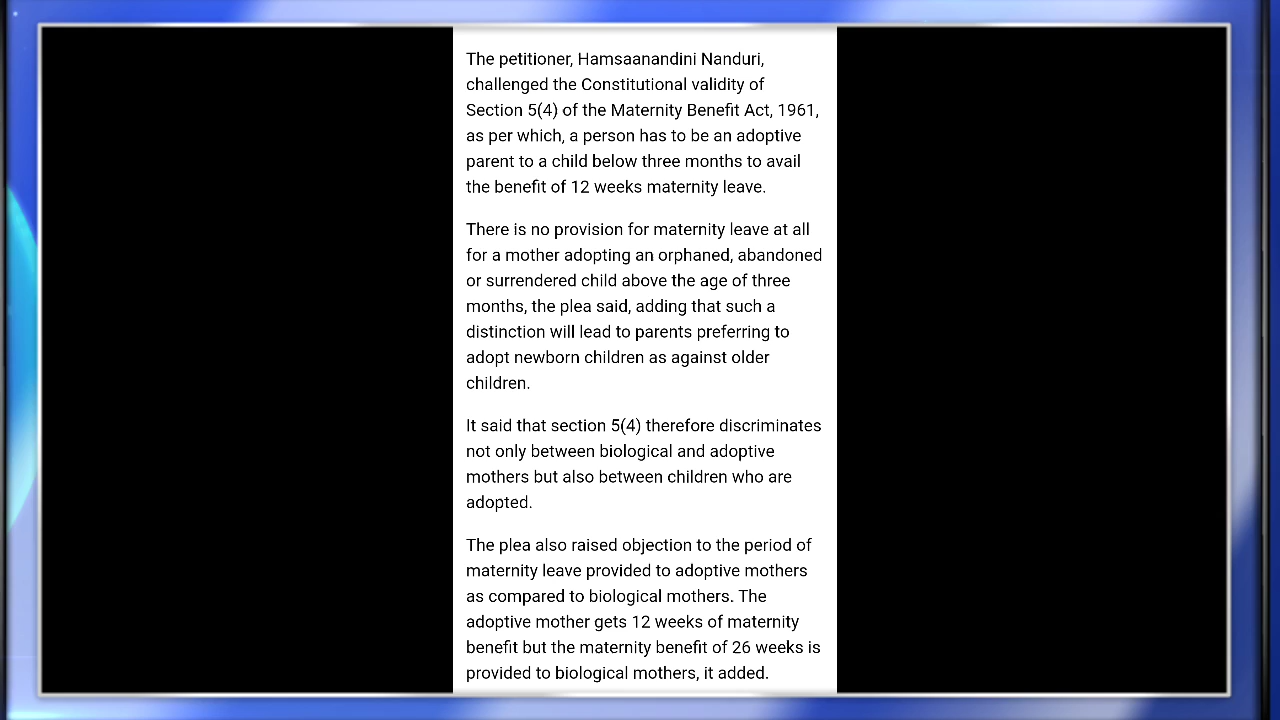 The petitioner, Hamsaanandini Nanduri,
challenged the Constitutional validity of
Section 5(4) of the Maternity Benefit Act, 1961,
as per which, a person has to be an adoptive
parent to a child below three months to avail
the benefit of 12 weeks maternity leave.
There is no provision for maternity leave at all
for a mother adopting an orphaned, abandoned
or surrendered child above the age of three
months, the plea said, adding that such a
distinction will lead to parents preferring to
adopt newborn children as against older
children.
It said that section 5(4) therefore discriminates
not only between biological and adoptive
mothers but also between children who are
adopted.
The plea also raised objection to the period of
maternity leave provided to adoptive mothers
as compared to biological mothers. The
adoptive mother gets 12 weeks of maternity
benefit but the maternity benefit of 26 weeks is
provided to biological mothers, it added.